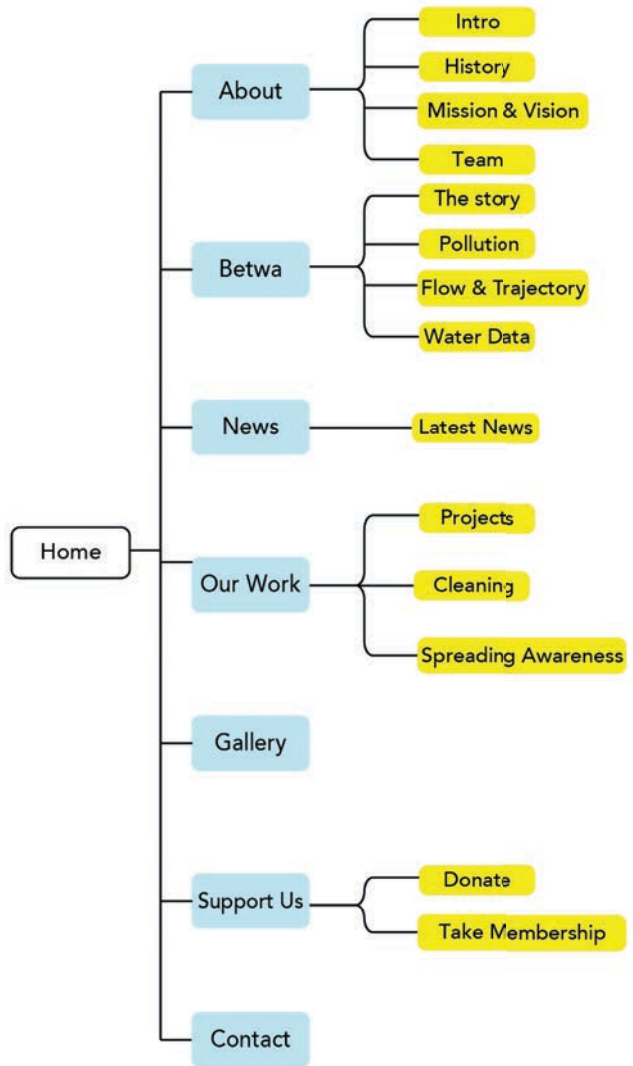 Home
About
Intro
History
Mission & Vision
Team
Betwa
The story
Pollution
Flow & Trajectory
Water Data
News
Latest News
Our Work
Projects
Cleaning
Spreading Awareness
Gallery
Support Us
Donate
Take Membership
Contact